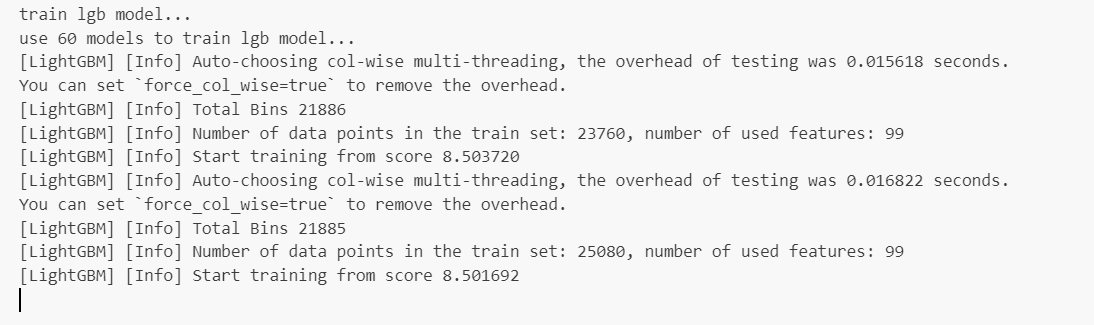 train lgb model...
use 60 models to train lgb model...
[LightGBM] [Info] Auto-choosing col-wise multi-threading, the overhead of testing was 0.015618 seconds.
You can set `force_col_wise=true` to remove the overhead.
[LightGBM] [Info] Total Bins 21886
[LightGBM] [Info] Number of data points in the train set: 23760, number of used features: 99
[LightGBM] [Info] Start training from score 8.503720
[LightGBM] [Info] Auto-choosing col-wise multi-threading, the overhead of testing was 0.016822 seconds.
You can set `force_col_wise=true` to remove the overhead.
[LightGBM] [Info] Total Bins 21885
[LightGBM] [Info] Number of data points in the train set: 25080, number of used features: 99
[LightGBM] [Info] Start training from score 8.501692